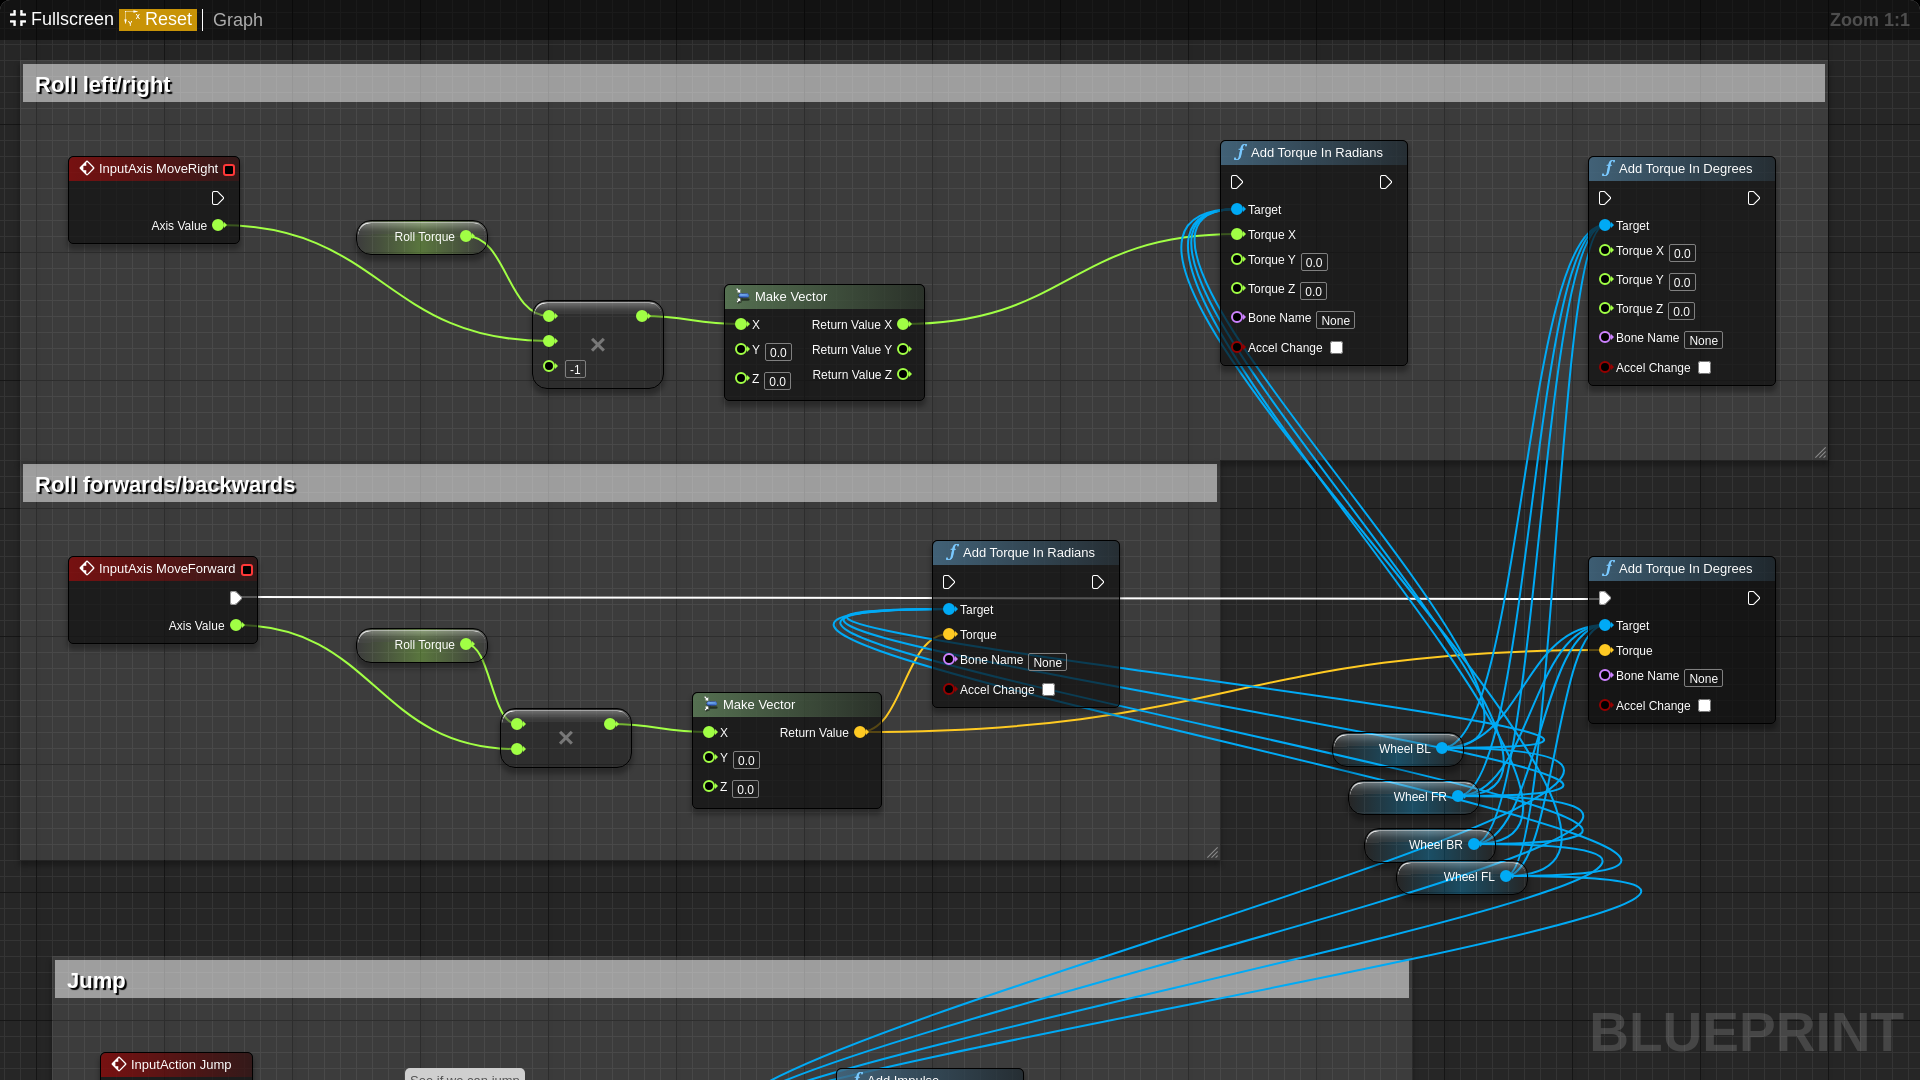 Fullscreen Reset Graph Zoom 1:1
Roll left/right
InputAxis MoveRight
Axis Value
Roll Torque
-1
Make Vector
X Return Value X
Y 0.0 Return Value Y
Z 0.0 Return Value Z
Add Torque In Radians
Target
Torque X
Torque Y 0.0
Torque Z 0.0
Bone Name None
Accel Change
Add Torque In Degrees
Target
Torque X 0.0
Torque Y 0.0
Torque Z 0.0
Bone Name None
Accel Change
Roll forwards/backwards
InputAxis MoveForward
Axis Value
Roll Torque
Make Vector
X Return Value
Y 0.0
Z 0.0
Add Torque In Radians
Target
Torque
Bone Name None
Accel Change
Add Torque In Degrees
Target
Torque
Bone Name None
Accel Change
Wheel BL
Wheel FR
Wheel BR
Wheel FL
Jump
InputAction Jump
See if we can jump
Add Impulse
BLUEPRINT